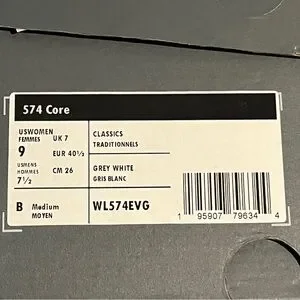 574 Core
USWOMEN
FEMMES
9
UK 7
EUR 40½
USMENS
HOMMES
7½
CM 26
CLASSICS
TRADITIONNELS
GREY WHITE
GRIS BLANC
B Medium
MOYEN
WL574EVG
1 95907 79634 4